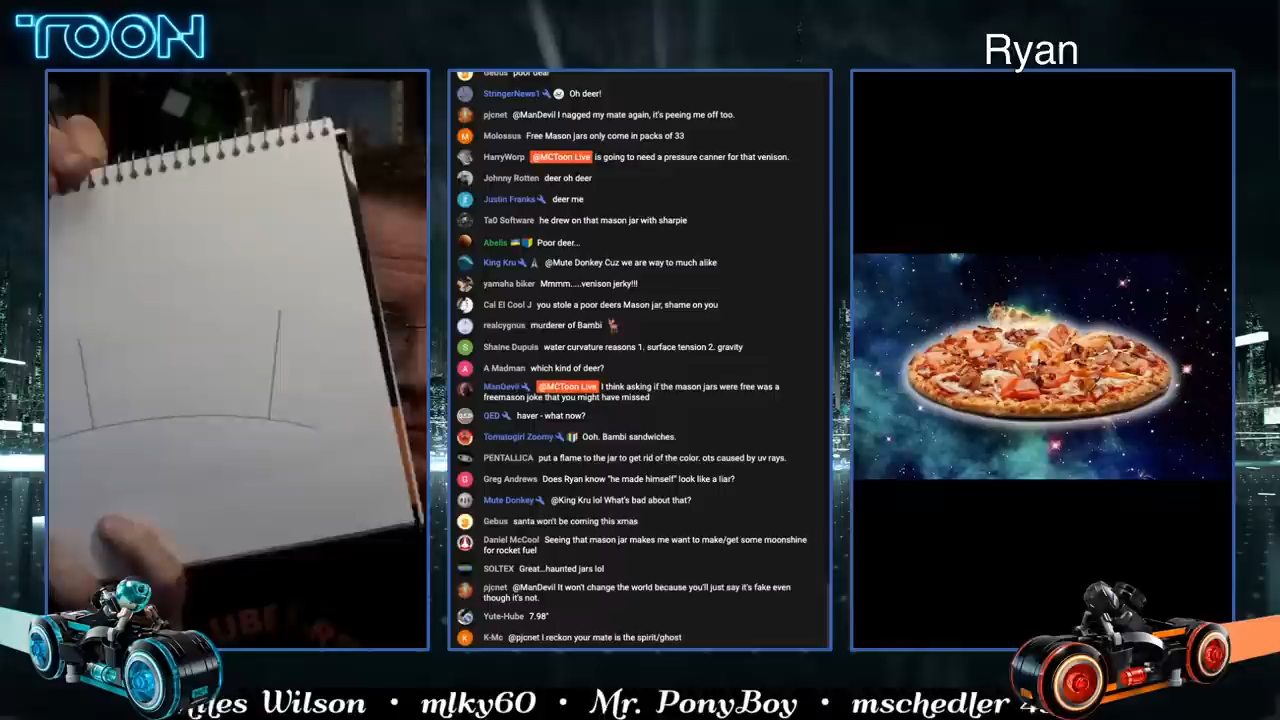 TOON
Ryan
Gebus poor dear
StringerNews1 Oh deer!
pjcnet @ManDevil I nagged my mate again, it's peeing me off too.
Molossus Free Mason jars only come in packs of 33
HarryWorp @MCToon Live is going to need a pressure canner for that venison.
Johnny Rotten deer oh deer
Justin Franks deer me
Ta0 Software he drew on that mason jar with sharpie
Abelis Poor deer...
King Kru @Mute Donkey Cuz we are way to much alike
yamaha biker Mmmm.....venison jerky!!!
Cal El Cool J you stole a poor deers Mason jar, shame on you
realcygnus murderer of Bambi
Shaine Dupuis water curvature reasons 1. surface tension 2. gravity
A Madman which kind of deer?
ManDevil @MCToon Live I think asking if the mason jars were free was a
freemason joke that you might have missed
QED haver - what now?
Tomatogirl Zoomy Ooh. Bambi sandwiches.
PENTALLICA put a flame to the jar to get rid of the color. ots caused by uv rays.
Greg Andrews Does Ryan know "he made himself" look like a liar?
Mute Donkey @King Kru lol What's bad about that?
Gebus santa won't be coming this xmas
Daniel McCool Seeing that mason jar makes me want to make/get some moonshine
for rocket fuel
SOLTEX Great...haunted jars lol
pjcnet @ManDevil It won't change the world because you'll just say it's fake even
though it's not.
Yute-Hube 7.98"
K-Mc @pjcnet I reckon your mate is the spirit/ghost
Wilson • mlky60 • Mr. PonyBoy • mschedler